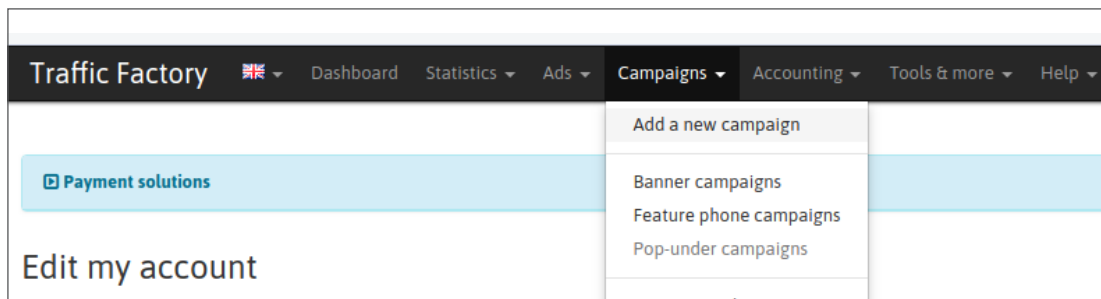 Traffic Factory Dashboard Statistics Ads Campaigns Accounting Tools & more Help
Add a new campaign
Payment solutions
Banner campaigns
Feature phone campaigns
Pop-under campaigns
Edit my account